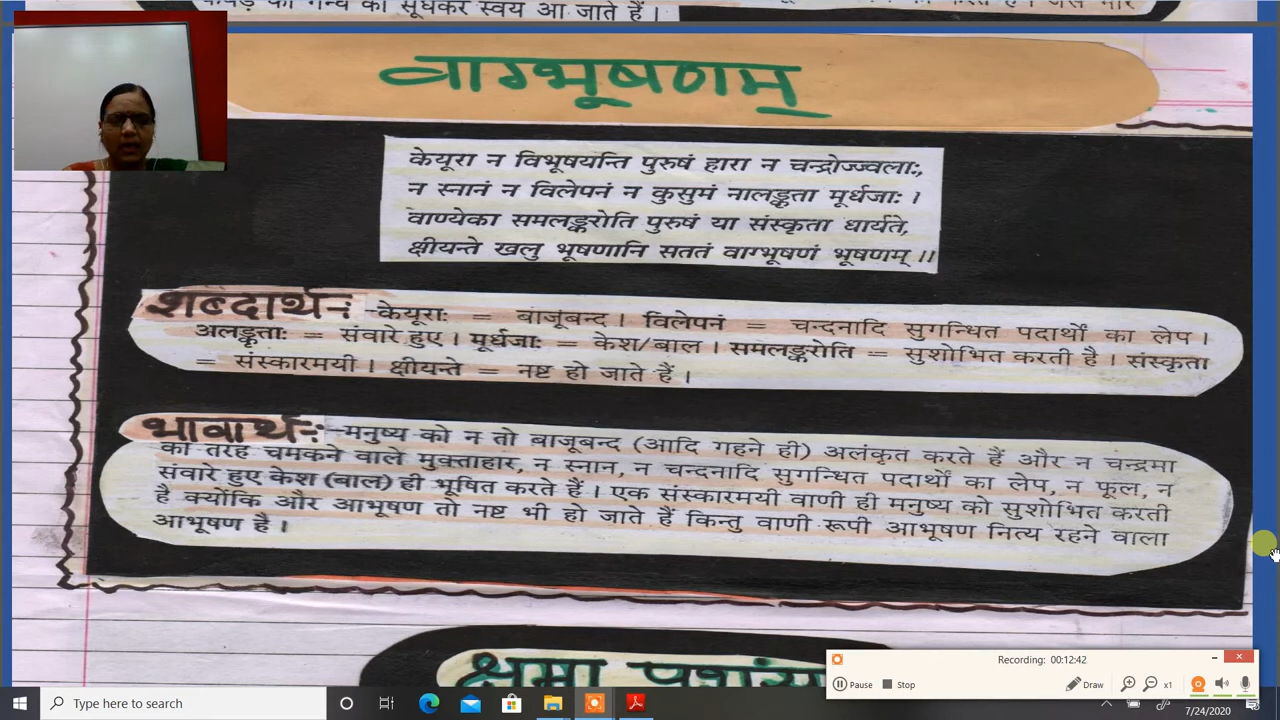 स्वयं आ जाते हैं।
वाग्भूषणम्
केयूरा न विभूषयन्ति पुरुषं हारा न चन्द्रोज्ज्वलाः,
न स्नानं न विलेपनं न कुसुमं नालङ्कृता मूर्धजाः ।
वाण्येका समलङ्करोति पुरुषं या संस्कृता धार्यते,
क्षीयन्ते खलु भूषणानि सततं वाग्भूषणं भूषणम् ।।
शब्दार्थ -: -केयूराः = बाजूबन्द। विलेपनं = चन्दनादि सुगन्धित पदार्थों का लेप।
अलङ्कृताः = संवारे हुए। मूर्धजाः = केश/बाल। समलङ्करोति = सुशोभित करती है। संस्कृता
= संस्कारमयी। क्षीयन्ते = नष्ट हो जाते हैं।
भावार्थ -: -मनुष्य को न तो बाजूबन्द (आदि गहने ही) अलंकृत करते हैं और न चन्द्रमा
की तरह चमकने वाले मुक्ताहार, न स्नान, न चन्दनादि सुगन्धित पदार्थों का लेप, न फूल, न
संवारे हुए केश (बाल) ही भूषित करते हैं। एक संस्कारमयी वाणी ही मनुष्य को सुशोभित करती
है क्योंकि और आभूषण तो नष्ट भी हो जाते हैं किन्तु वाणी रूपी आभूषण नित्य रहने वाला
आभूषण है।
क्षमा
Recording: 00:12:42
Pause Stop Draw x1
Type here to search
7/24/2020